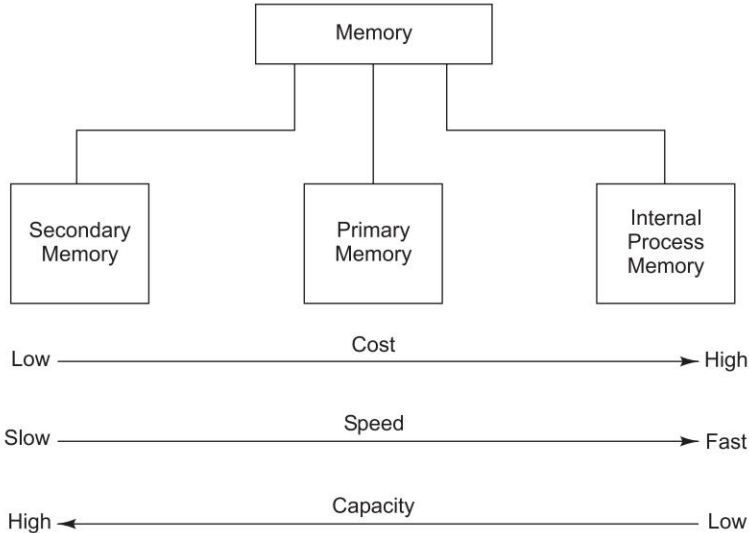 Memory
Secondary
Memory
Primary
Memory
Internal
Process
Memory
Cost
Low
High
Speed
Slow
Fast
Capacity
High
Low